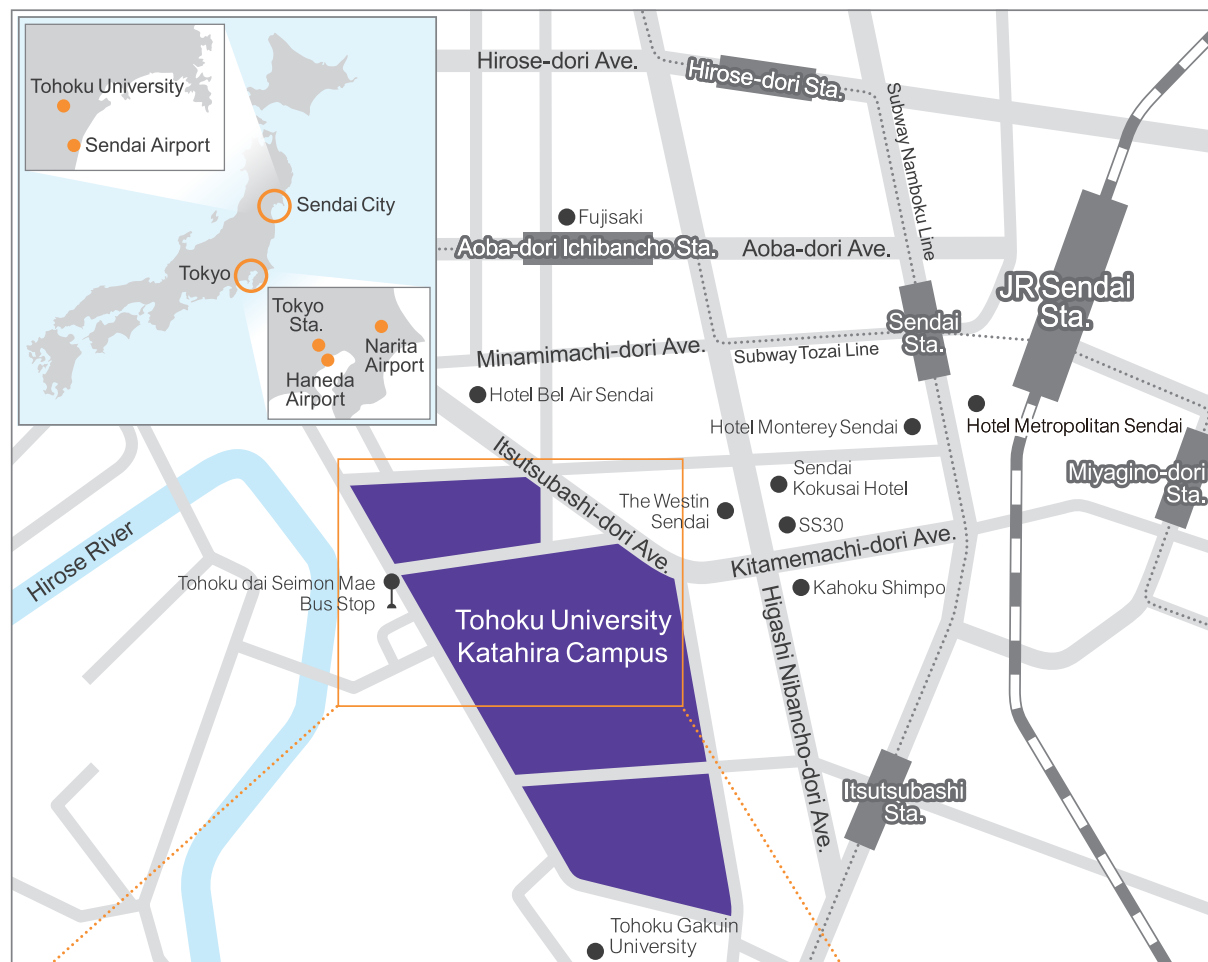 Tohoku University
Sendai Airport
Sendai City
Tokyo
Tokyo
Sta.
Narita
Airport
Haneda
Airport
Hirose-dori Ave.
Hirose-dori Sta.
Subway Namboku Line
Fujisaki
Aoba-dori Ichibancho Sta.
Aoba-dori Ave.
JR Sendai
Sta.
Sendai
Sta.
Minamimachi-dori Ave.
Subway Tozai Line
Hotel Bel Air Sendai
Hotel Monterey Sendai
Hotel Metropolitan Sendai
Itsutsubashi-dori Ave.
Sendai
Kokusai Hotel
Miyagino-dori
Sta.
The Westin
Sendai
SS30
Kitamemachi-dori Ave.
Hirose River
Tohoku dai Seimon Mae
Bus Stop
Kahoku Shimpo
Tohoku University
Katahira Campus
Higashi Nibancho-dori Ave.
Itsutsubashi
Sta.
Tohoku Gakuin
University